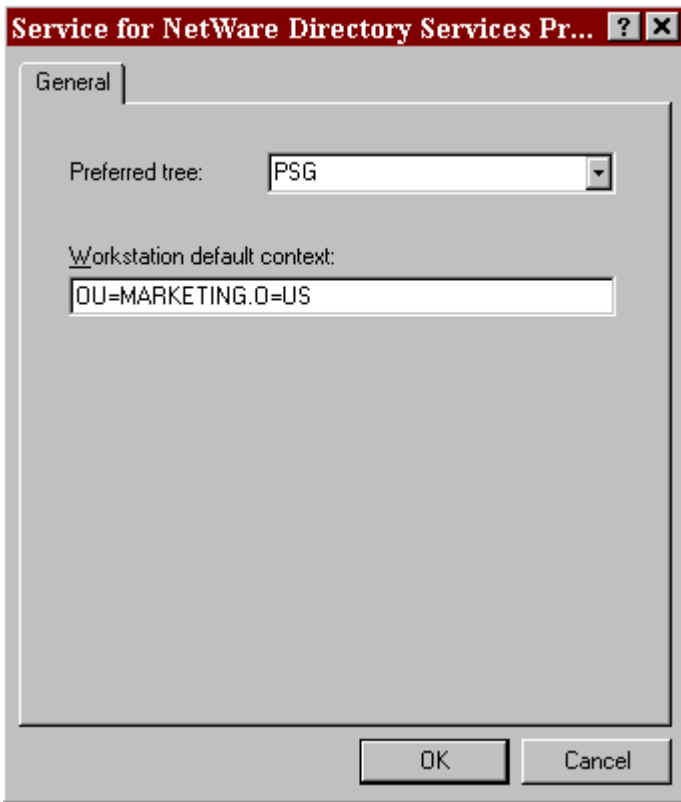 Service for NetWare Directory Services Pr... ?
General
Preferred tree: PSG
Workstation default context:
OU=MARKETING.O=US
OK Cancel